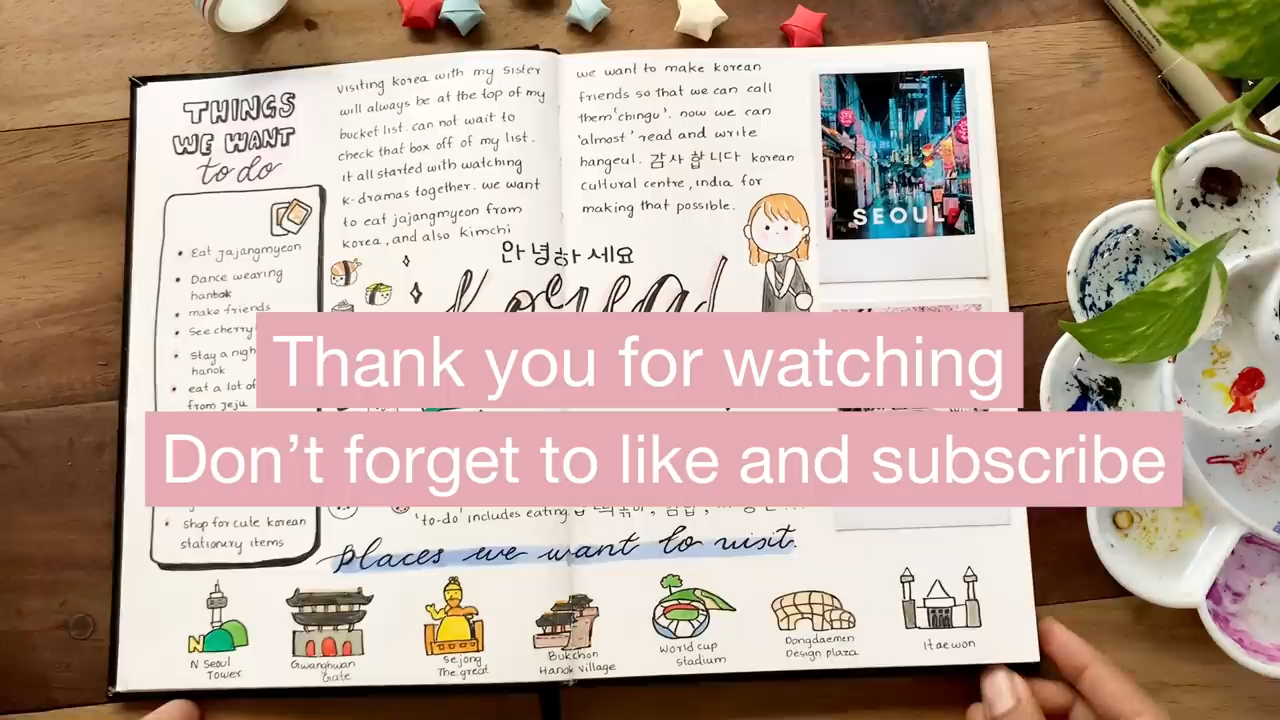 THINGS
WE WANT
to do
Eat Jajangmyeon
Dance wearing
hanbok
make friends
See cherry
Stay a nigh
hanok
eat a lot of
from jeju
shop for cute korean
stationery items
visiting korea with my sister
will always be at the top of my
bucket list. can not wait to
check that box off of my list.
it all started with watching
k-dramas together. we want
to eat jajangmyeon from
korea, and also kimchi
we want to make korean
friends so that we can call
them 'chingu'. now we can
'almost' read and write
hangeul. 감사합니다 korean
cultural centre, india for
making that possible.
SEOUL
안녕하세요
Korea!
Thank you for watching
Don't forget to like and subscribe
'to-do' includes eating
places we want to visit.
N Seoul
Tower
Gwanghwan
Gate
Sejong
The great
Bukchon
Hanok village
World cup
stadium
Dongdaemen
Design plaza
Itaewon